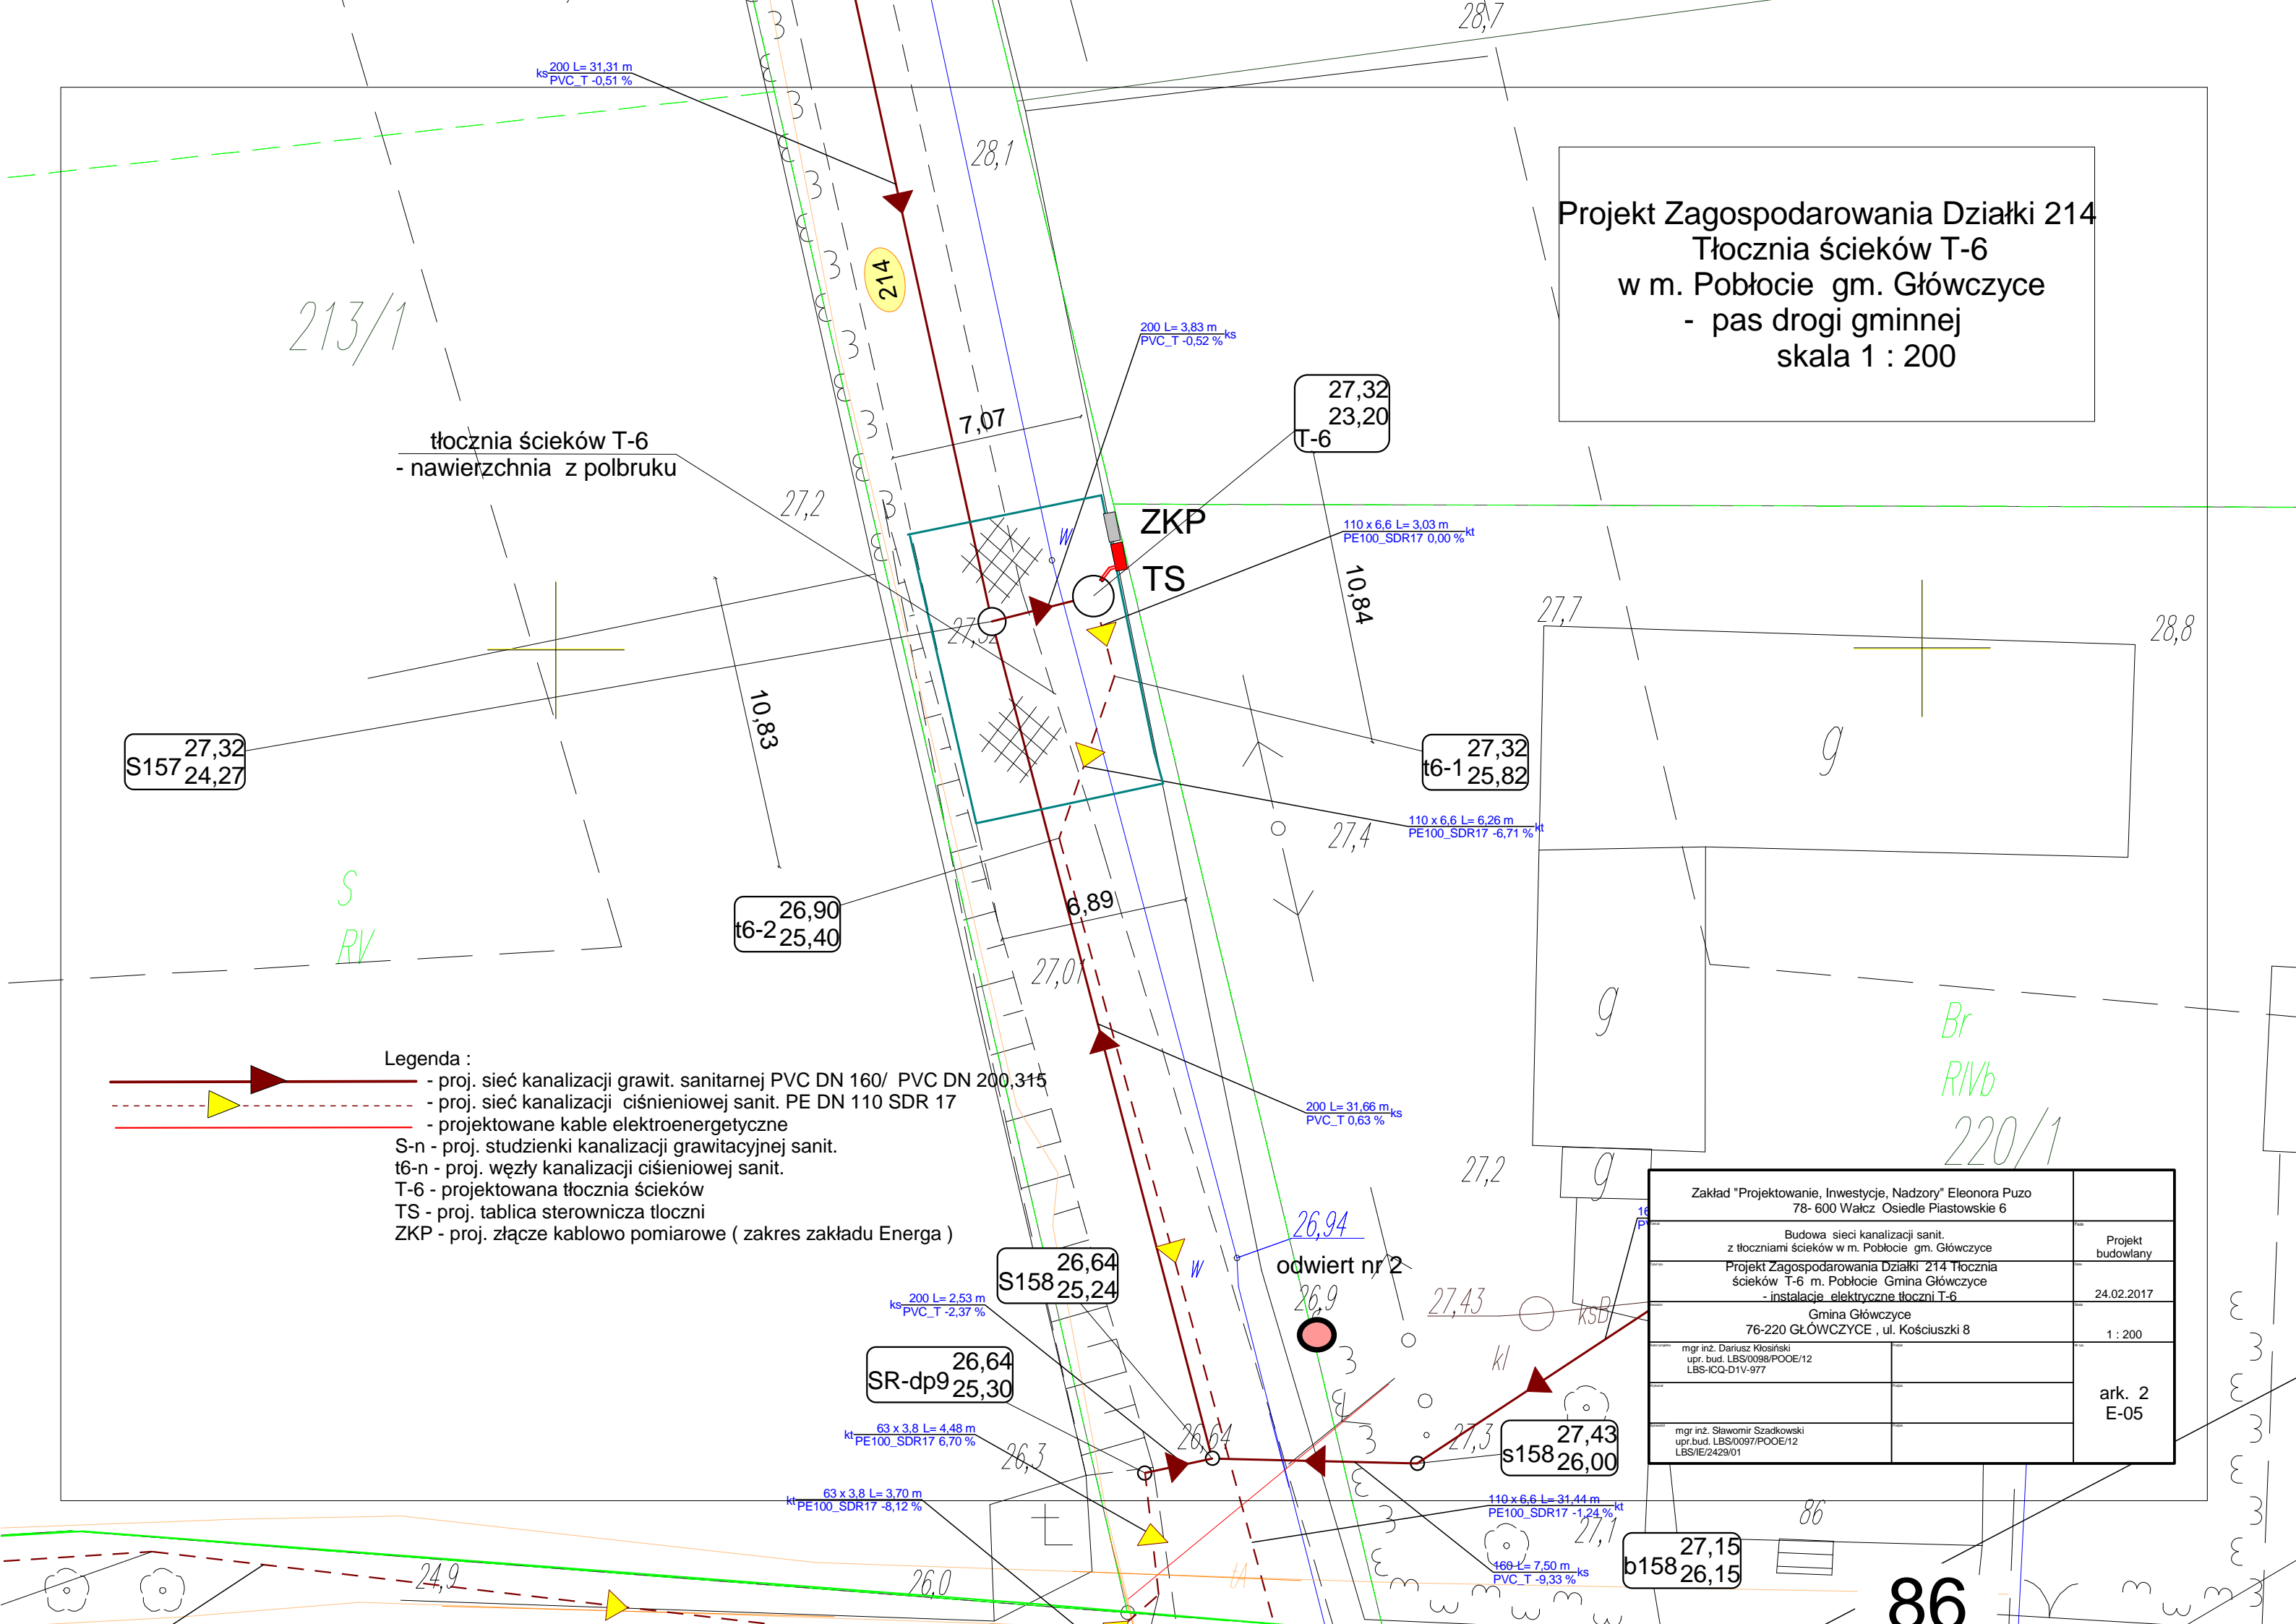 28,7
ks 200 L= 31,31 m
PVC_T -0,51 %
28,1
Projekt Zagospodarowania Działki 214
Tłocznia ścieków T-6
w m. Pobłocie gm. Główczyce
- pas drogi gminnej
skala 1 : 200
214
213/1
200 L= 3,83 m ks
PVC_T -0,52 %
27,32
23,20
T-6
7,07
tłocznia ścieków T-6
- nawierzchnia z polbruku
27,2
ZKP
W
TS
110 x 6,6 L= 3,03 m kt
PE100_SDR17 0,00 %
10,84
27,7
28,8
27,32
10,83
S157 27,32
24,27
g
t6-1 27,32
25,82
110 x 6,6 L= 6,26 m kt
PE100_SDR17 -6,71 %
27,4
S
RV
t6-2 26,90
25,40
6,89
27,01
g
Br
RIVb
220/1
Legenda :
- proj. sieć kanalizacji grawit. sanitarnej PVC DN 160/ PVC DN 200,315
- proj. sieć kanalizacji ciśnieniowej sanit. PE DN 110 SDR 17
- projektowane kable elektroenergetyczne
S-n - proj. studzienki kanalizacji grawitacyjnej sanit.
t6-n - proj. węzły kanalizacji ciśieniowej sanit.
T-6 - projektowana tłocznia ścieków
TS - proj. tablica sterownicza tloczni
ZKP - proj. złącze kablowo pomiarowe ( zakres zakładu Energa )
200 L= 31,66 m ks
PVC_T 0,63 %
27,2
g
26,94
odwiert nr 2
26,9
W
S158 26,64
25,24
ks 200 L= 2,53 m
PVC_T -2,37 %
27,43
ksB
kl
SR-dp9 26,64
25,30
kt 63 x 3,8 L= 4,48 m
PE100_SDR17 6,70 %
26,3
26,64
27,3
s158 27,43
26,00
kt 63 x 3,8 L= 3,70 m
PE100_SDR17 -8,12 %
110 x 6,6 L= 31,44 m kt
PE100_SDR17 -1,24 %
27,1
160 L= 7,50 m ks
PVC_T -9,33 %
b158 27,15
26,15
86
24,9
26,0
tA
86
Zakład "Projektowanie, Inwestycje, Nadzory" Eleonora Puzo
78- 600 Wałcz Osiedle Piastowskie 6
Budowa sieci kanalizacji sanit.
z tłoczniami ścieków w m. Pobłocie gm. Główczyce
Projekt
budowlany
Projekt Zagospodarowania Działki 214 Tłocznia
ścieków T-6 m. Pobłocie Gmina Główczyce
- instalacje elektryczne tłoczni T-6
24.02.2017
Gmina Główczyce
76-220 GŁÓWCZYCE , ul. Kościuszki 8
1 : 200
mgr inż. Dariusz Kłosiński
upr. bud. LBS/0098/POOE/12
LBS-ICQ-D1V-977
ark. 2
E-05
mgr inż. Sławomir Szadkowski
upr.bud. LBS/0097/POOE/12
LBS/IE/2429/01